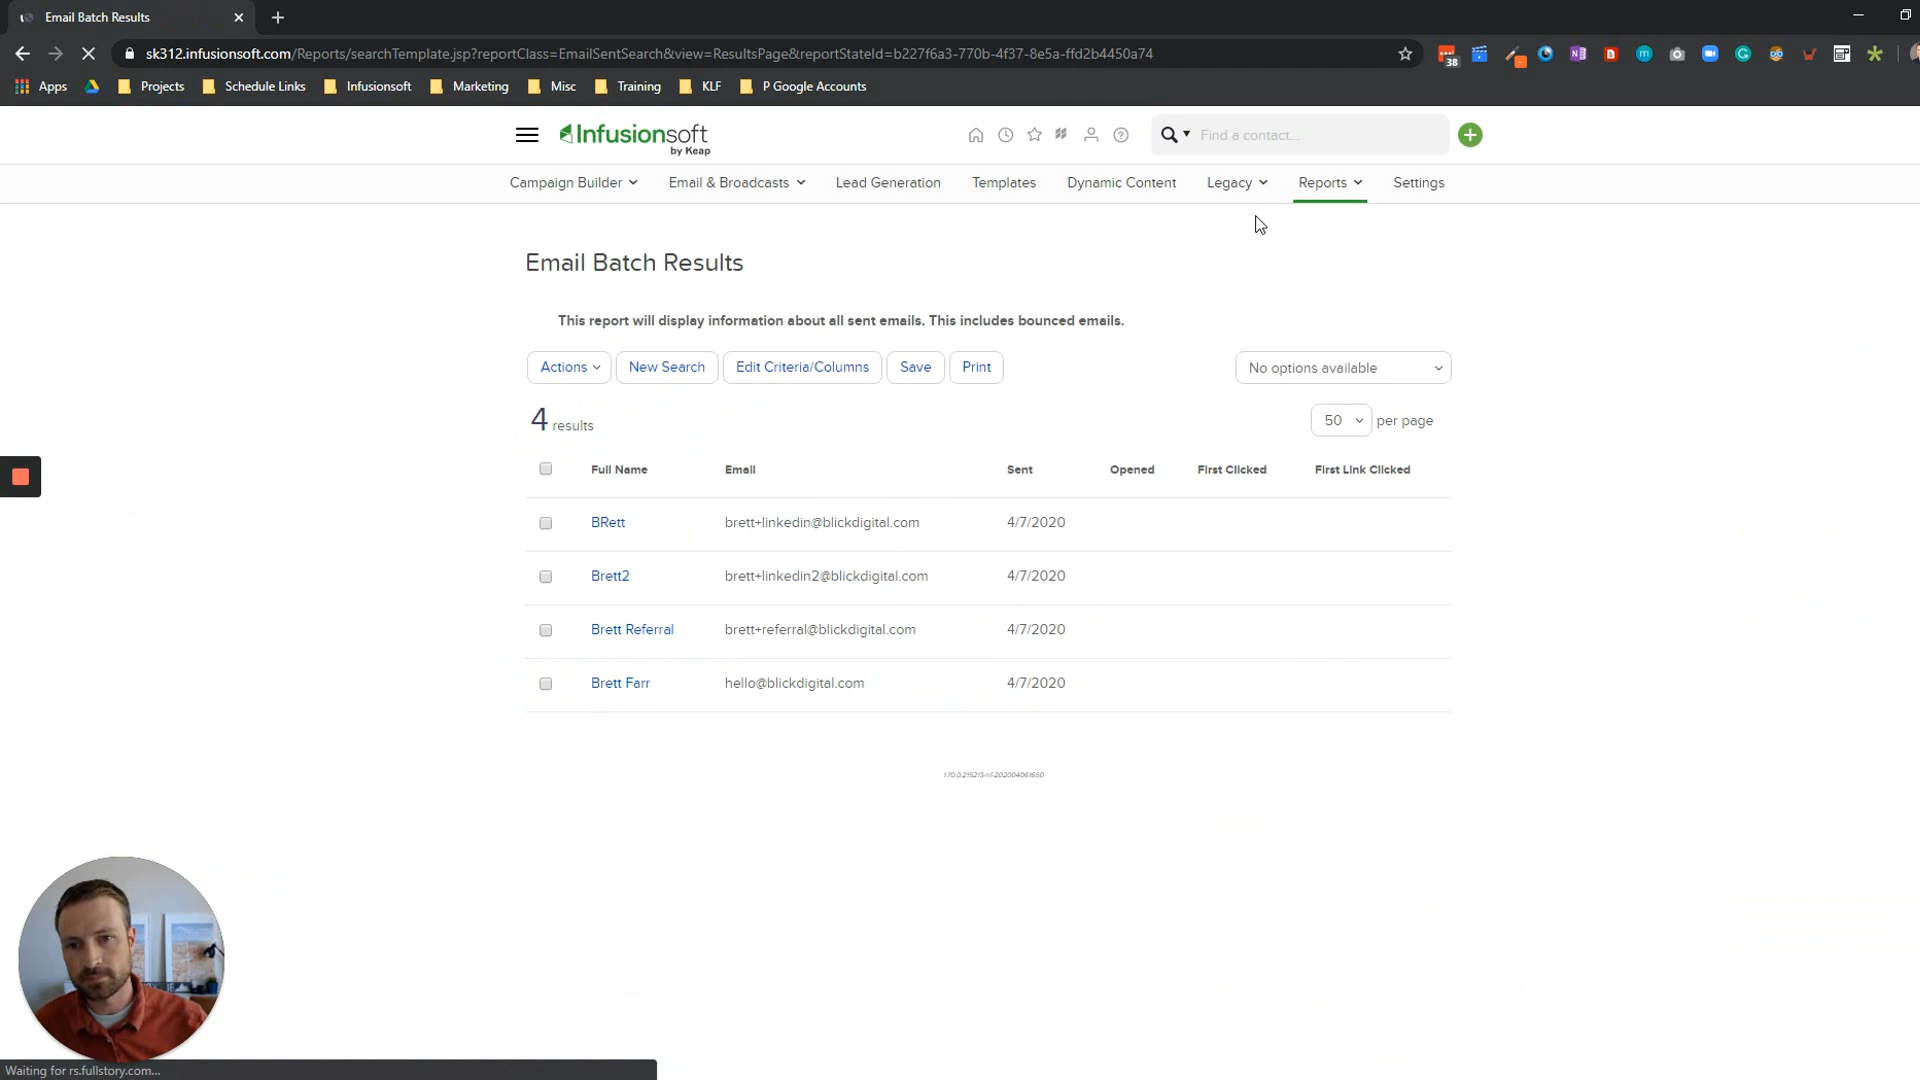 Email Batch Results
sk312.infusionsoft.com/Reports/searchTemplate.jsp?reportClass=EmailSentSearch&view=ResultsPage&reportStateId=b227f6a3-770b-4f37-8e5a-ffd2b4450a74
38
Apps Projects Schedule Links Infusionsoft Marketing Misc Training KLF P Google Accounts
Infusionsoft
by Keap
Find a contact...
Campaign Builder Email & Broadcasts Lead Generation Templates Dynamic Content Legacy Reports Settings
Email Batch Results
This report will display information about all sent emails. This includes bounced emails.
Actions New Search Edit Criteria/Columns Save Print No options available
4 results 50 per page
Full Name Email Sent Opened First Clicked First Link Clicked
BRett brett+linkedin@blickdigital.com 4/7/2020
Brett2 brett+linkedin2@blickdigital.com 4/7/2020
Brett Referral brett+referral@blickdigital.com 4/7/2020
Brett Farr hello@blickdigital.com 4/7/2020
Waiting for rs.fullstory.com...